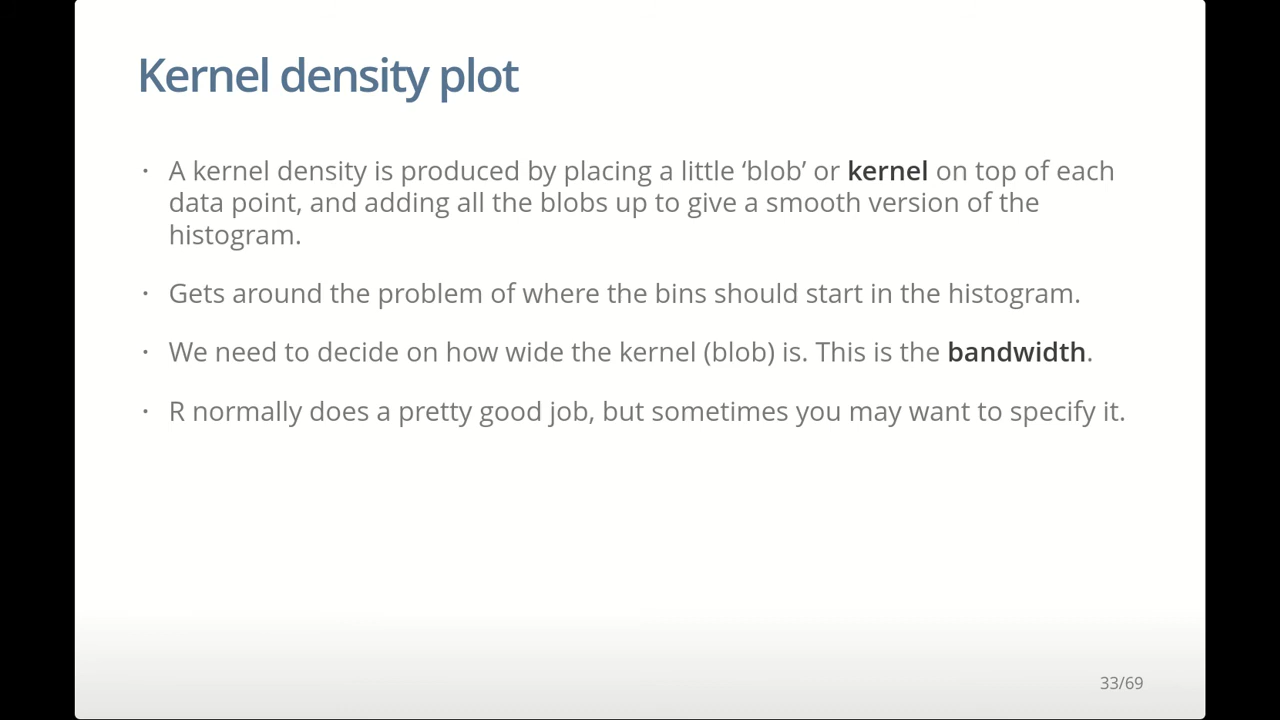 Kernel density plot
· A kernel density is produced by placing a little ‘blob’ or kernel on top of each
data point, and adding all the blobs up to give a smooth version of the
histogram.
· Gets around the problem of where the bins should start in the histogram.
· We need to decide on how wide the kernel (blob) is. This is the bandwidth.
· R normally does a pretty good job, but sometimes you may want to specify it.
33/69